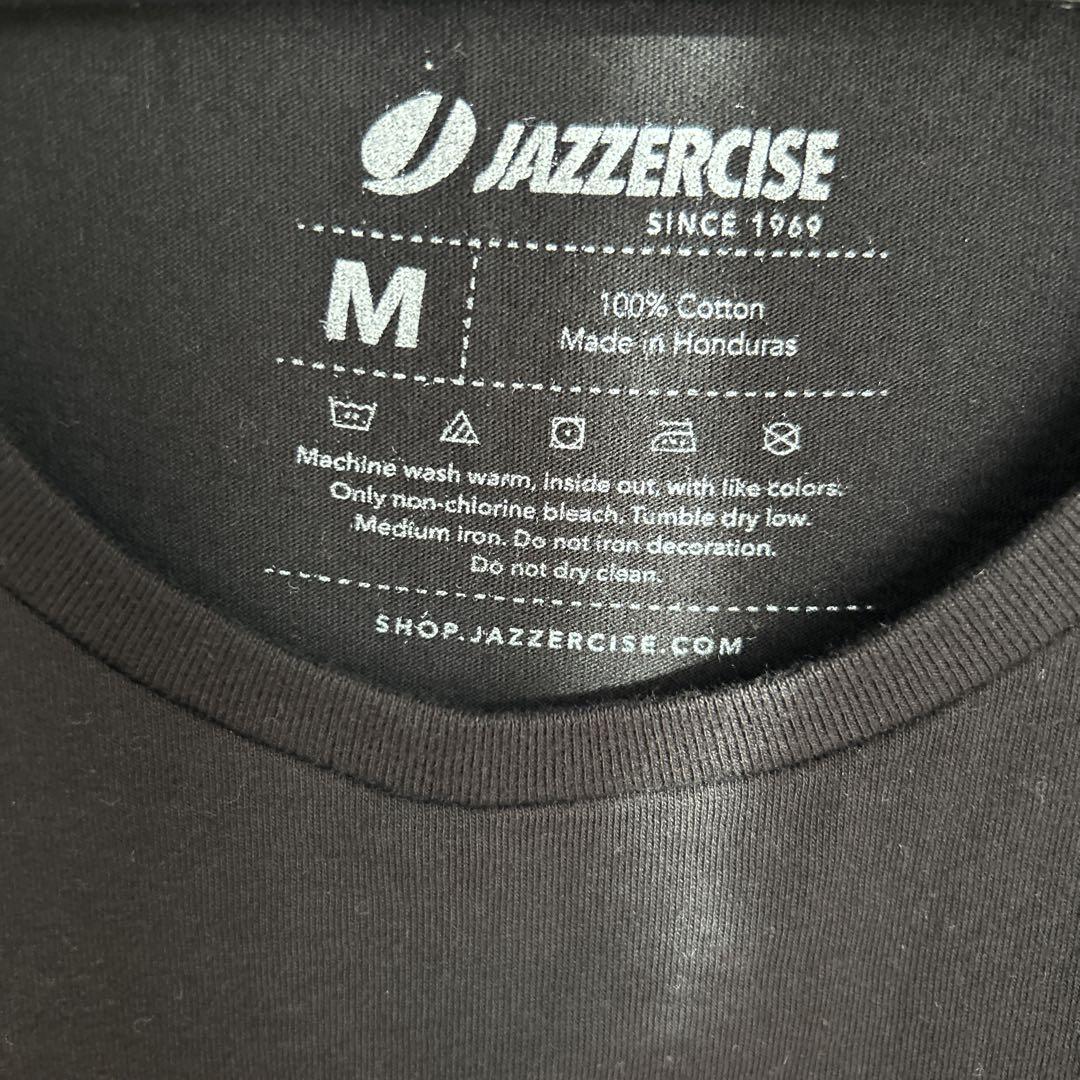 JAZZERCISE
SINCE 1969
M
100% Cotton
Made in Honduras
Machine wash warm, inside out, with like colors.
Only non-chlorine bleach. Tumble dry low.
Medium iron. Do not iron decoration.
Do not dry clean.
SHOP.JAZZERCISE.COM